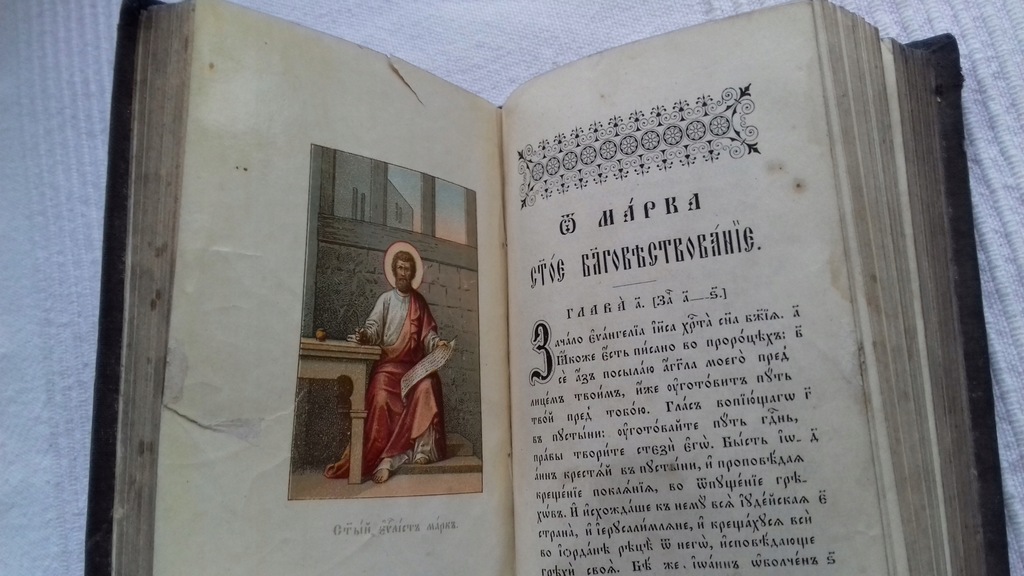 Ст҃ый є҆ѵⷢ҇лі́стъ ма́ркъ.
Ѿ МА́РКА
СТ҃О́Е БЛ҃ГОВѢСТВОВА́НЇЕ.
ГЛАВА̀ а҃. [За҄ а҃—ѕ҃.]
Зача́ло є҆ѵⷢ҇лїа і҆и҃са хрⷭ҇та̀ сн҃а бж҃їѧ. а҃
Ꙗ҆́коже є҆́сть пи́сано во проро́цѣхъ: в҃
сѐ а҆́зъ посыла́ю а҆́гг҃ла моего̀ пред̾
лице́мъ твои́мъ, и҆́же ᲂу҆гото́витъ пꙋ́ть
тво́й пред̾ тобо́ю. Гла́съ вопїю́щагѡ г҃
въ пꙋсты́ни: ᲂу҆гото́вайте пꙋ́ть гдⷭ҇ень,
пра̑вы твори́те стєзѝ є҆гѡ̀. Бы́сть і҆ѡ- д҃
а́ннъ крестѧ́й въ пꙋсты́ни, и҆ проповѣ́даѧ
креще́нїе покаѧ́нїѧ, во ѿпꙋще́нїе грѣ-
хѡ́въ. И҆ и҆схожда́ше къ немꙋ̀ всѧ̀ і҆ꙋде́йскаѧ є҃
страна̀, и҆ і҆ерⷭ҇ли́млѧне, и҆ креща́хꙋсѧ всѝ
во і҆ѻрда́нѣ рѣцѣ̀ ѿ негѡ̀, и҆сповѣ́дающе
грѣхѝ своѧ̑. Бѣ́ же і҆ѡа́ннъ ѡ҆болче́нъ ѕ҃